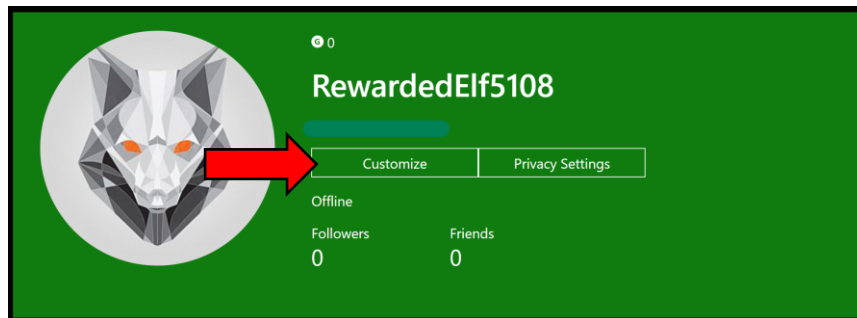 G 0
RewardedElf5108
Customize
Privacy Settings
Offline
Followers
Friends
0
0